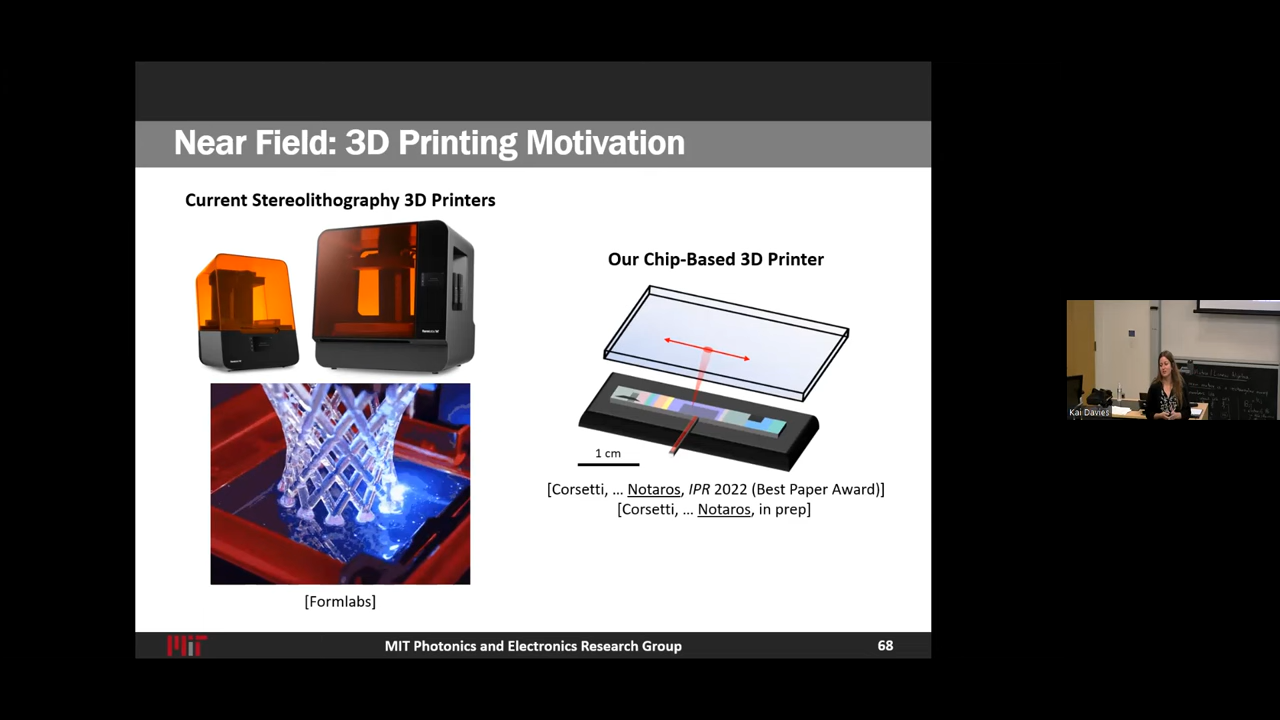 Near Field: 3D Printing Motivation
Current Stereolithography 3D Printers
[Formlabs]
Our Chip-Based 3D Printer
1 cm
[Corsetti, ... Notaros, IPR 2022 (Best Paper Award)]
[Corsetti, ... Notaros, in prep]
MIT
MIT Photonics and Electronics Research Group
68
Kai Davies